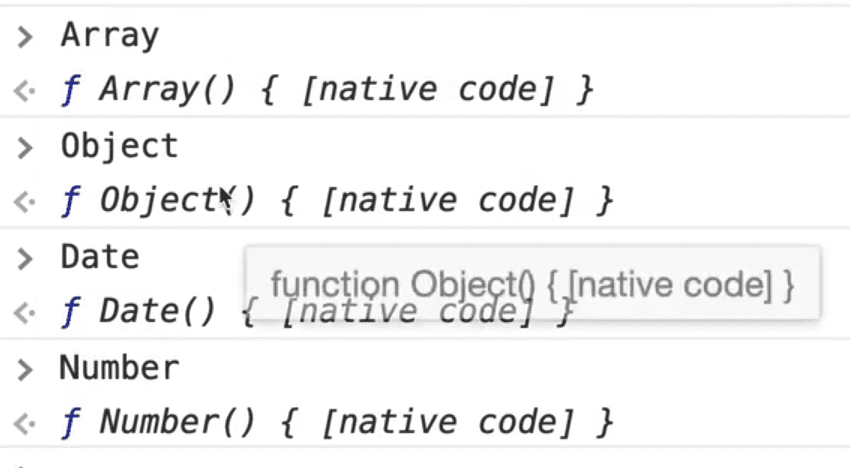 > Array
<· ƒ Array() { [native code] }
> Object
<· ƒ Object() { [native code] }
> Date
function Object() { [native code] }
<· ƒ Date() { [native code] }
> Number
<· ƒ Number() { [native code] }